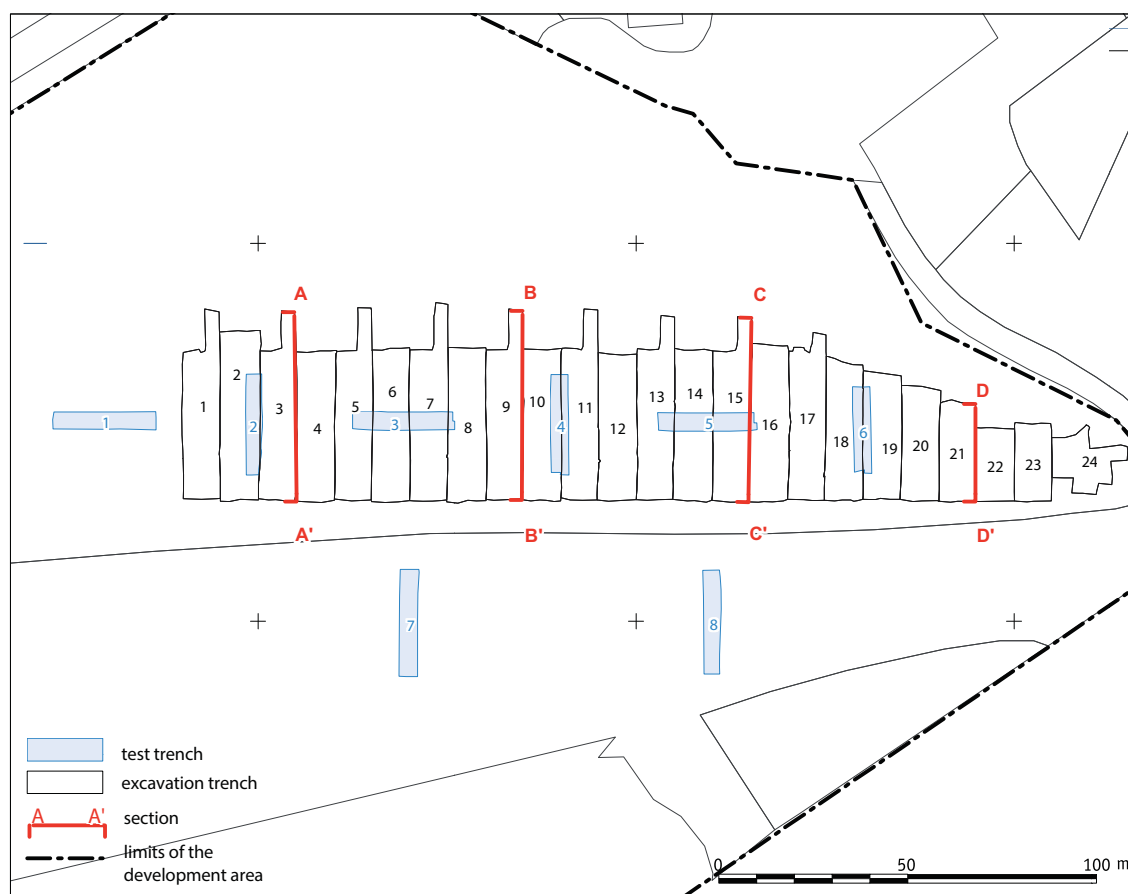 A
B
C
2
6
7
14
13
15
10
11
D
1
3
5
9
1
2
4
3
8
4
12
5
16
17
18
6
19
20
21
22
23
24
A'
B'
C'
D'
7
8
test trench
excavation trench
A A' section
limits of the
development area
0 50 100 m